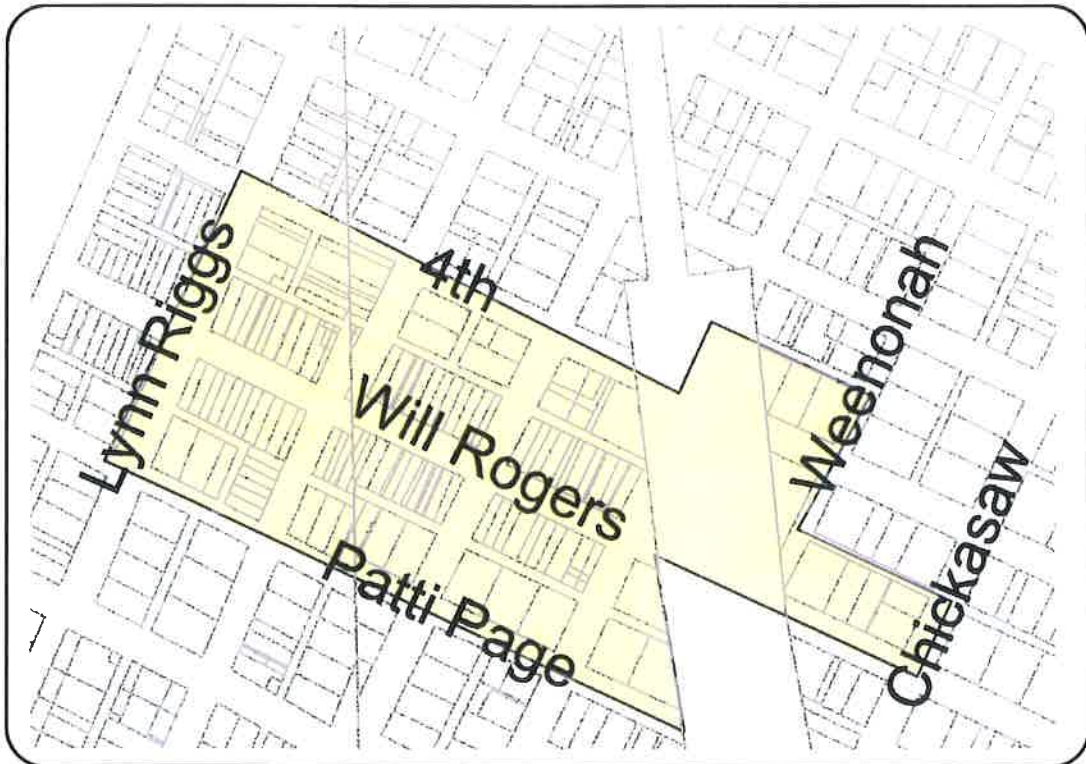 Lynn Riggs
4th
Weenonah
Will Rogers
Chickasaw
Patti Page